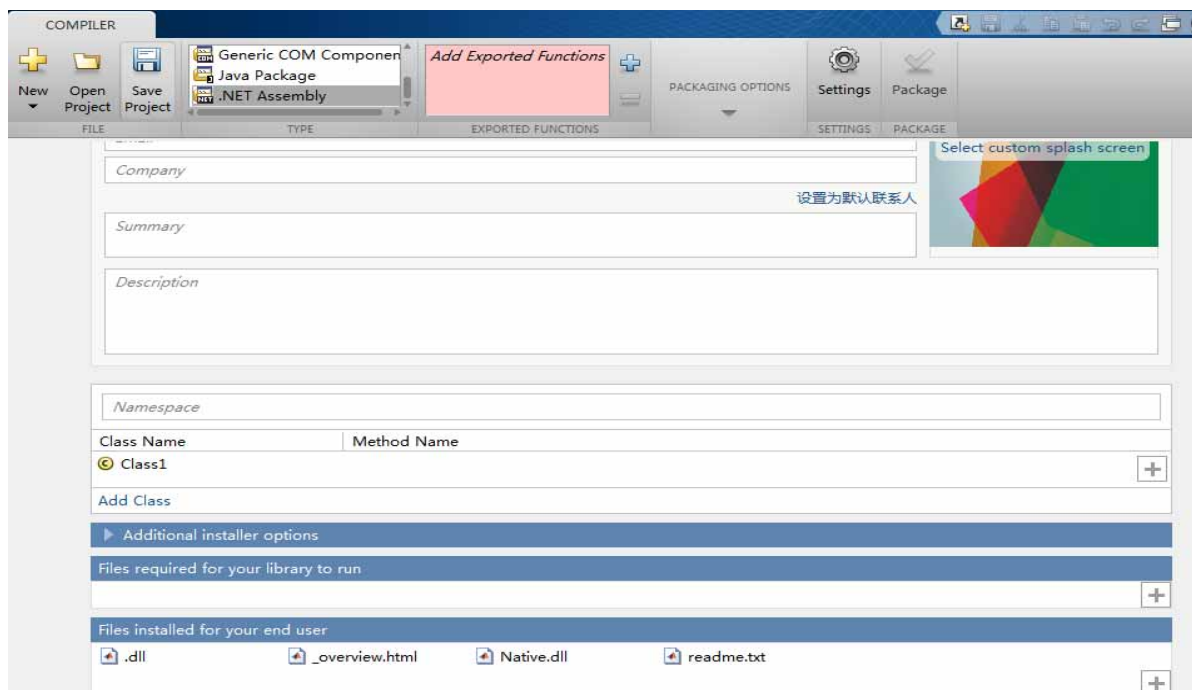 COMPILER
New
Open Project
Save Project
FILE
Generic COM Componen
Java Package
.NET Assembly
TYPE
Add Exported Functions
EXPORTED FUNCTIONS
PACKAGING OPTIONS
Settings
SETTINGS
Package
PACKAGE
Select custom splash screen
Company
设置为默认联系人
Summary
Description
Namespace
Class Name Method Name
Class1
Add Class
Additional installer options
Files required for your library to run
Files installed for your end user
.dll _overview.html Native.dll readme.txt